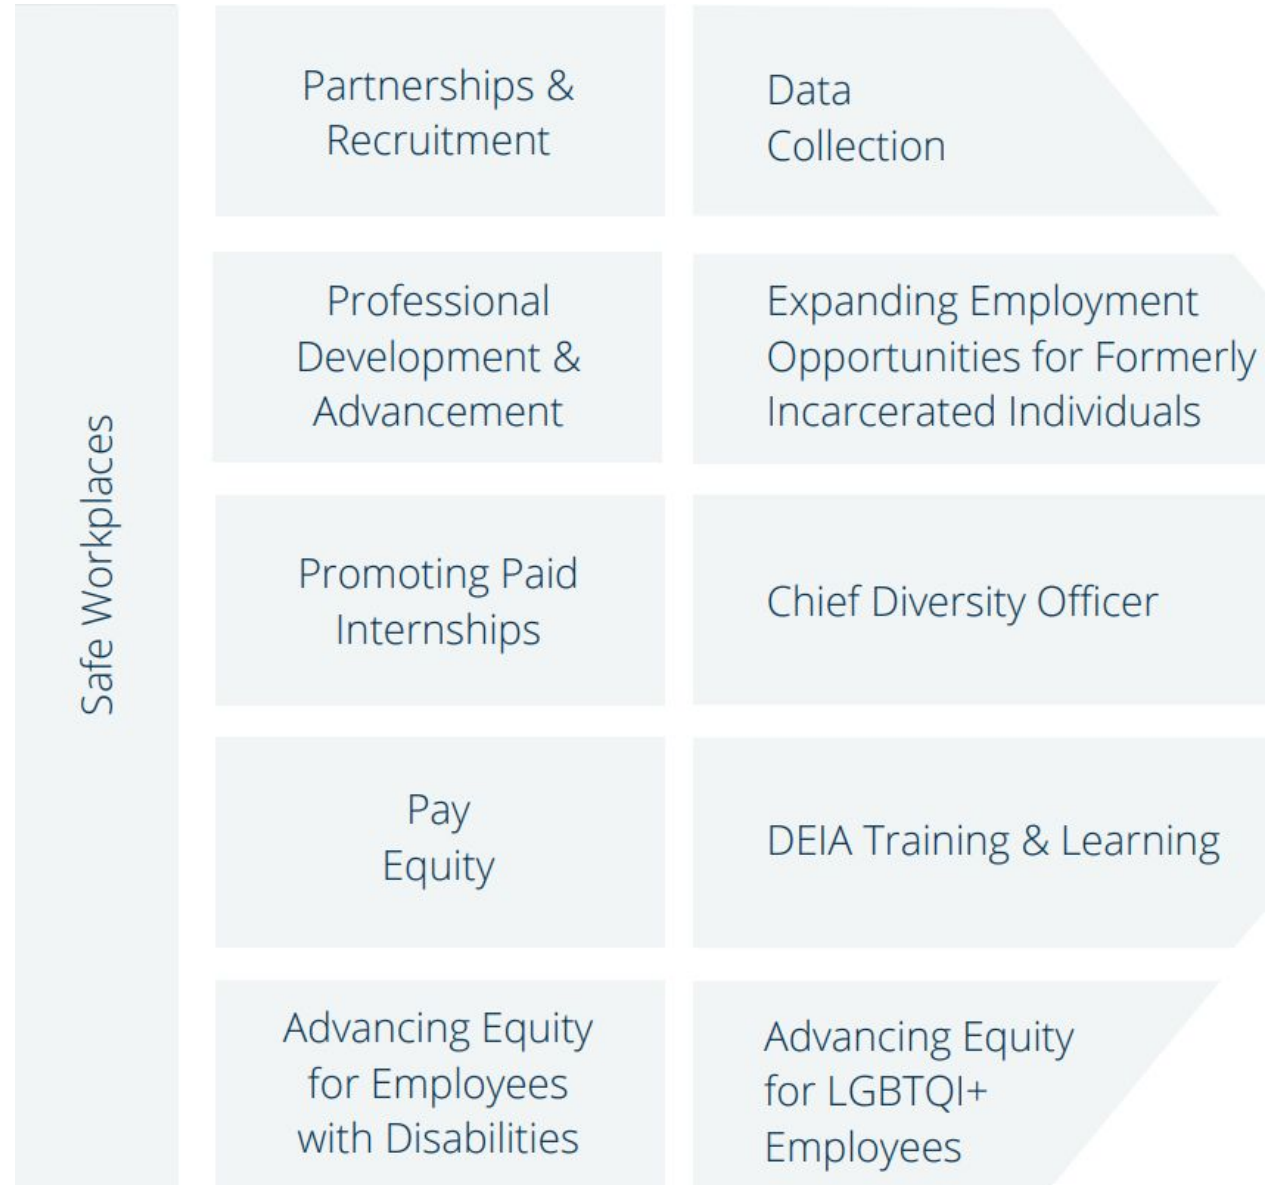 Safe Workplaces
Partnerships &
Recruitment
Data
Collection
Professional
Development &
Advancement
Expanding Employment
Opportunities for Formerly
Incarcerated Individuals
Promoting Paid
Internships
Chief Diversity Officer
Pay
Equity
DEIA Training & Learning
Advancing Equity
for Employees
with Disabilities
Advancing Equity
for LGBTQI+
Employees